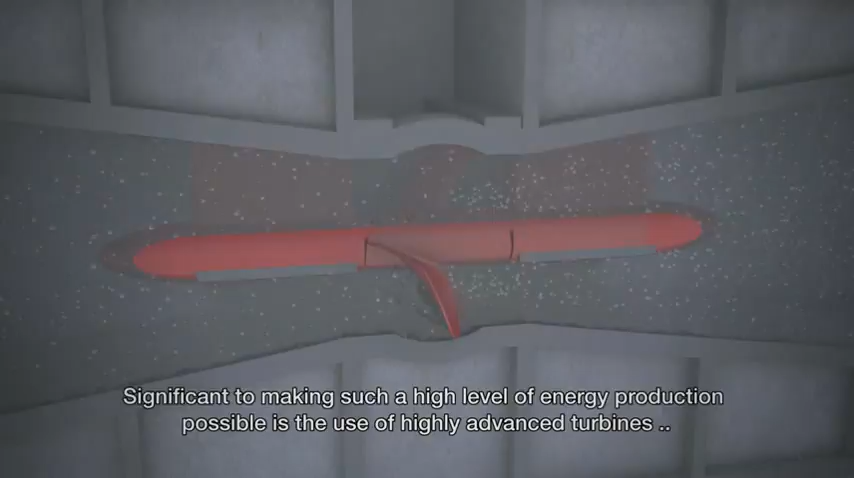 Significant to making such a high level of energy production
possible is the use of highly advanced turbines ..